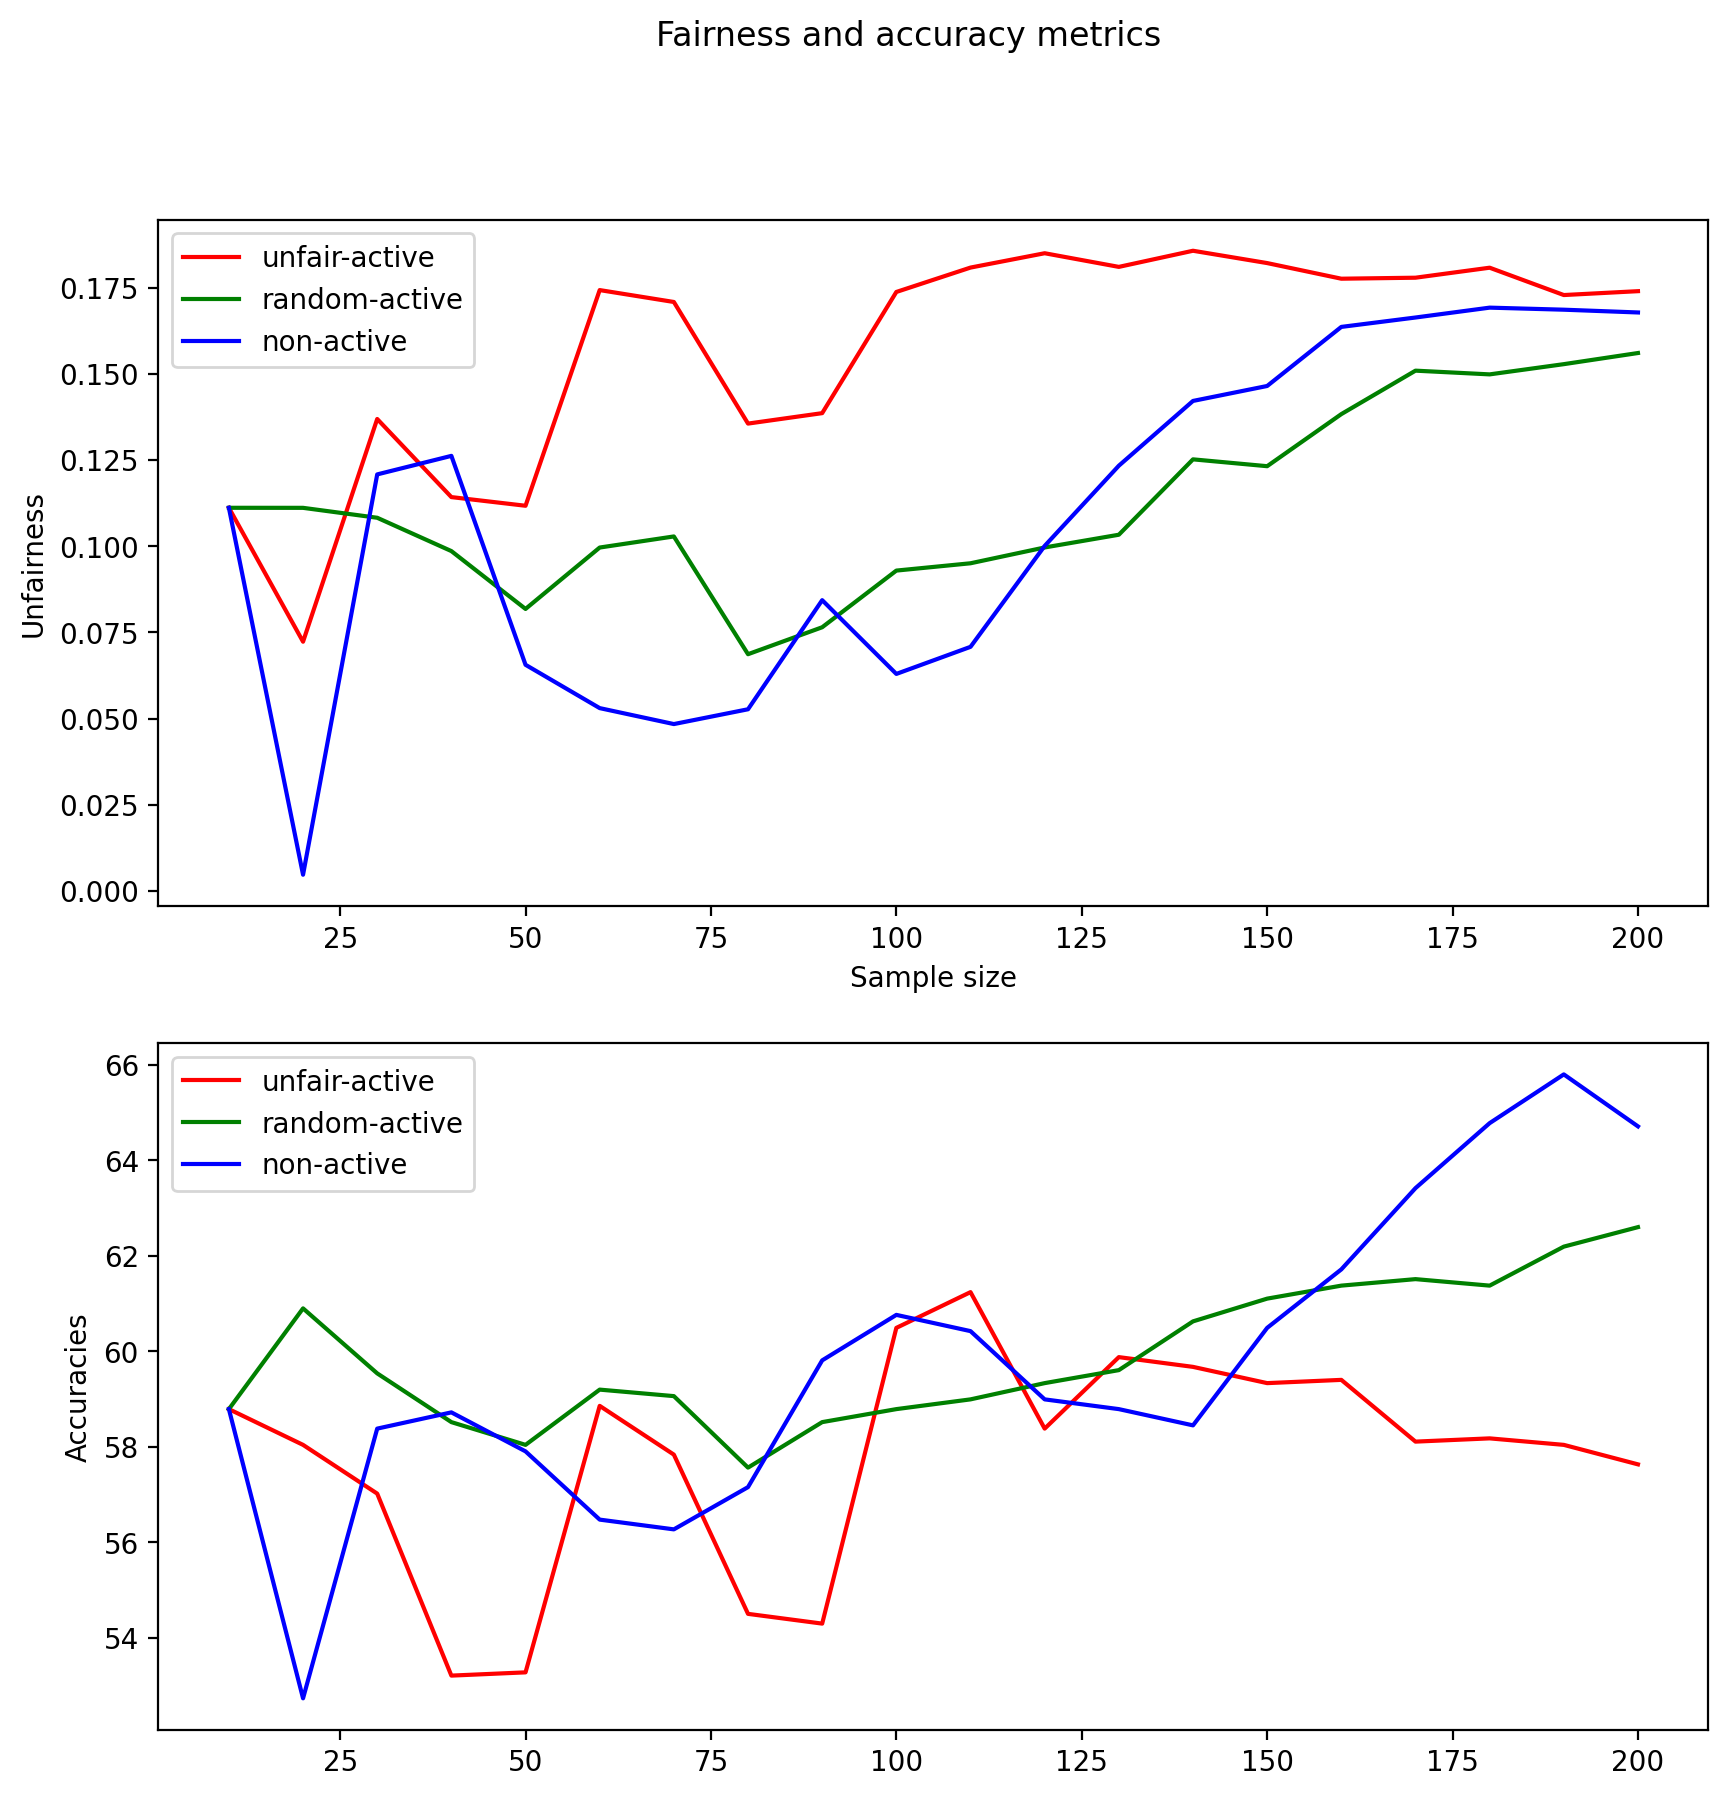 Fairness and accuracy metrics
unfair-active
random-active
non-active
0.175
0.150
0.125
0.100
0.075
0.050
0.025
0.000
Unfairness
25 50 75 100 125 150 175 200
Sample size
unfair-active
random-active
non-active
66
64
62
60
58
56
54
Accuracies
25 50 75 100 125 150 175 200